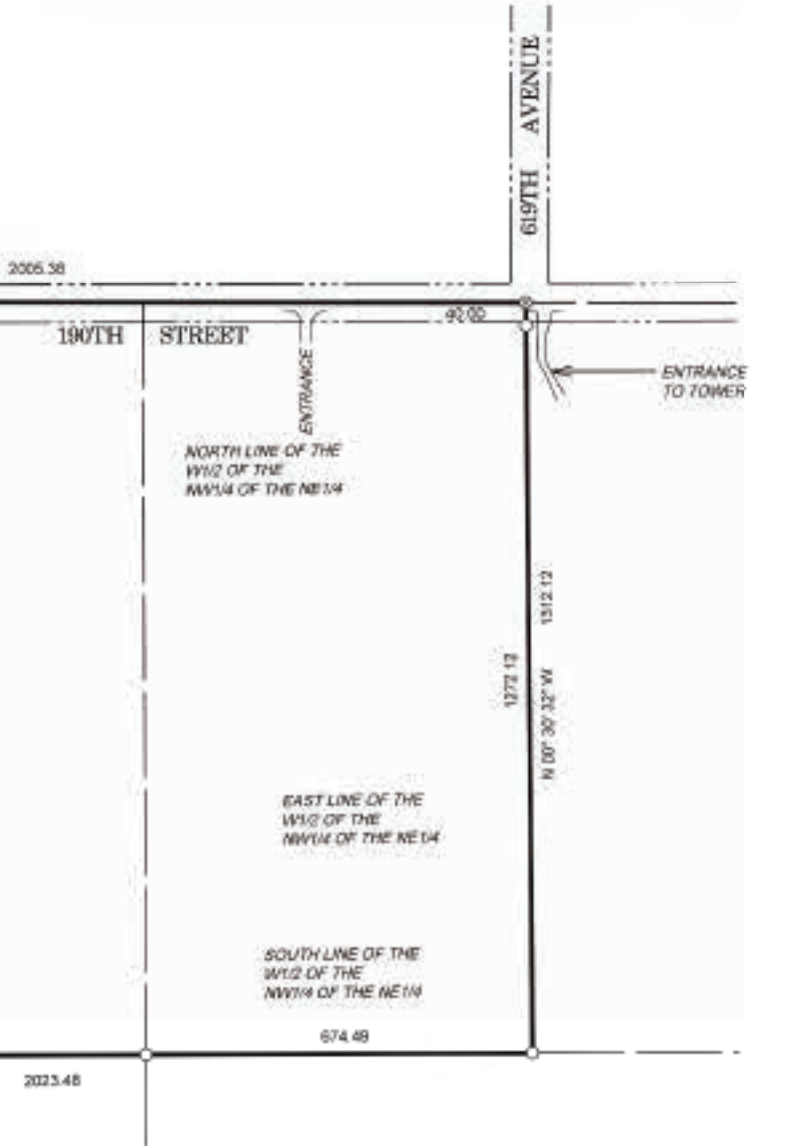 619TH AVENUE
2005.38
40.00
190TH STREET
ENTRANCE
ENTRANCE
TO TOWER
NORTH LINE OF THE
W1/2 OF THE
NW1/4 OF THE NE1/4
1312.12
1272.12
N 00° 30' 32" W
EAST LINE OF THE
W1/2 OF THE
NW1/4 OF THE NE1/4
SOUTH LINE OF THE
W1/2 OF THE
NW1/4 OF THE NE1/4
674.49
2023.48